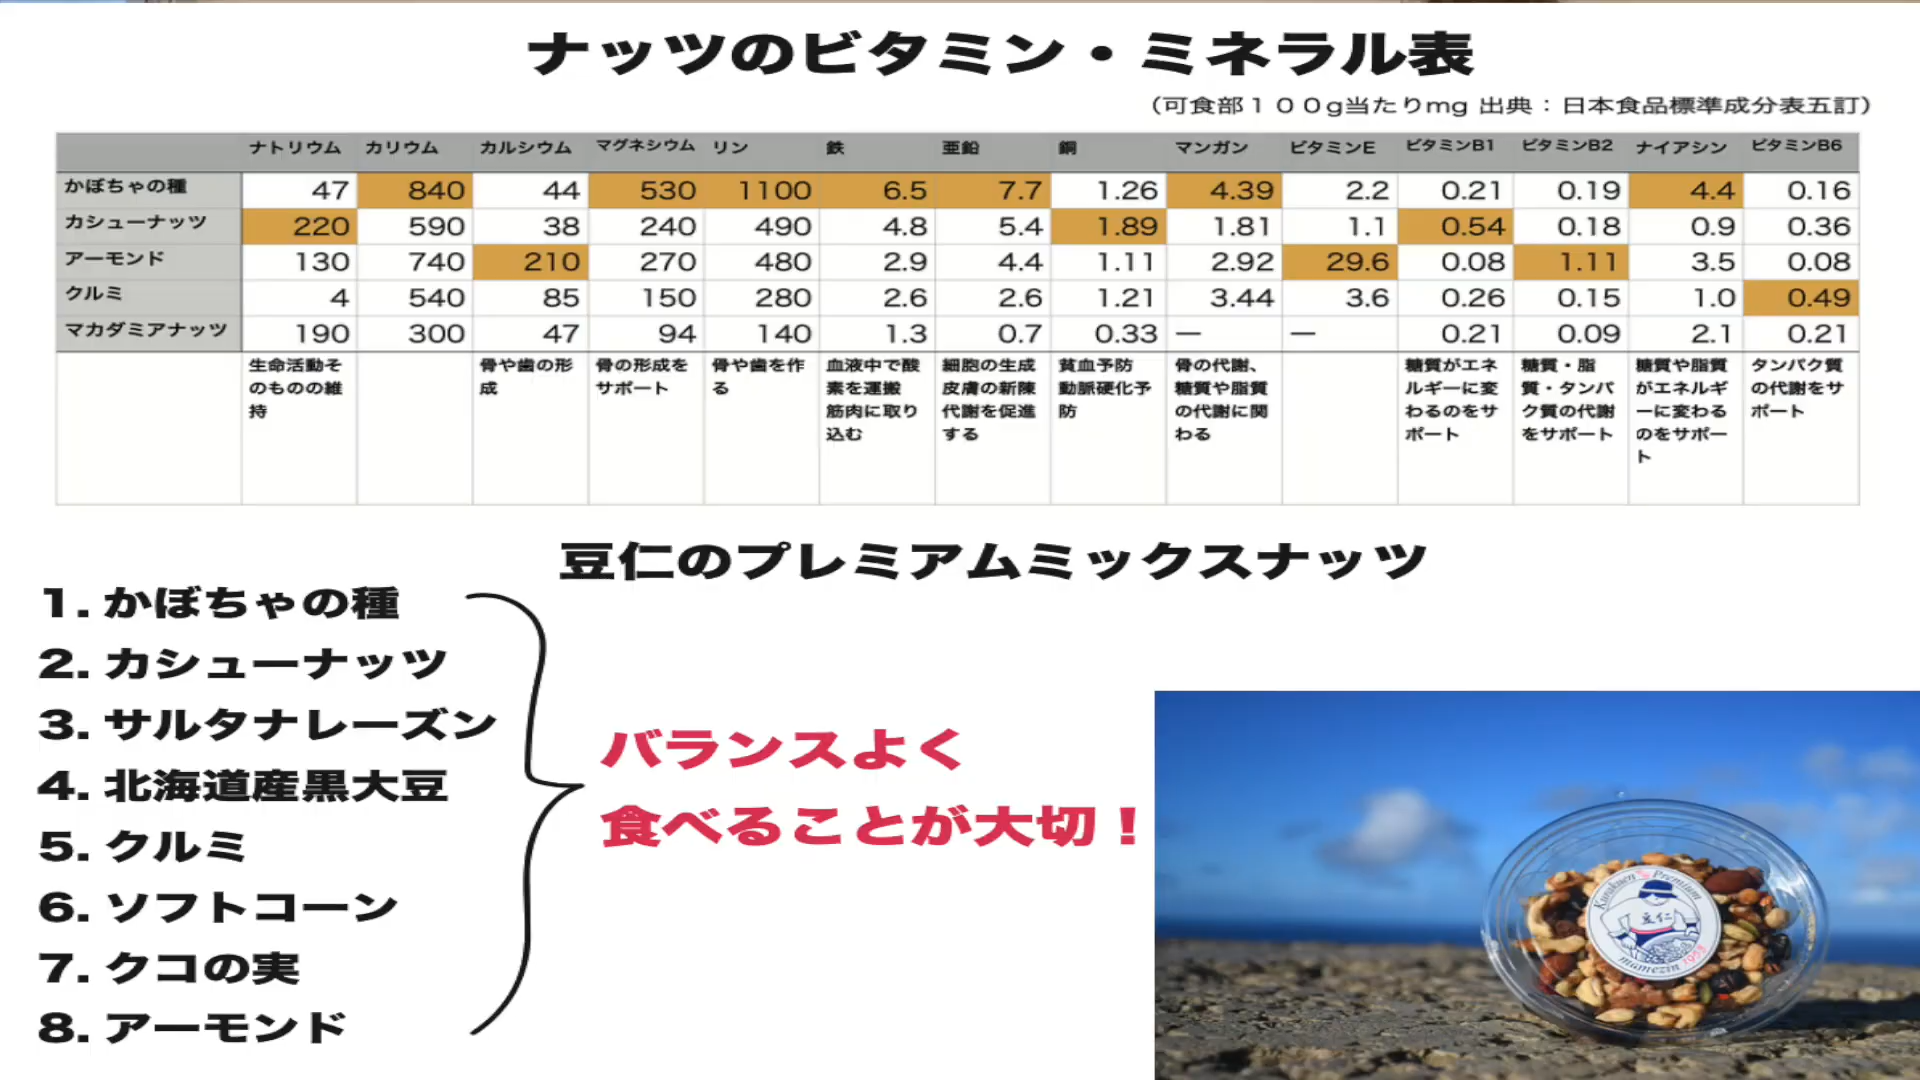 ナッツのビタミン・ミネラル表
（可食部１００g当たりmg 出典：日本食品標準成分表五訂）
ナトリウム カリウム カルシウム マグネシウム リン 鉄 亜鉛 銅 マンガン ビタミンE ビタミンB1 ビタミンB2 ナイアシン ビタミンB6
かぼちゃの種 47 840 44 530 1100 6.5 7.7 1.26 4.39 2.2 0.21 0.19 4.4 0.16
カシューナッツ 220 590 38 240 490 4.8 5.4 1.89 1.81 1.1 0.54 0.18 0.9 0.36
アーモンド 130 740 210 270 480 2.9 4.4 1.11 2.92 29.6 0.08 1.11 3.5 0.08
クルミ 4 540 85 150 280 2.6 2.6 1.21 3.44 3.6 0.26 0.15 1.0 0.49
マカダミアナッツ 190 300 47 94 140 1.3 0.7 0.33 — — 0.21 0.09 2.1 0.21
生命活動そ
のものの維
持
骨や歯の形
成
骨の形成を
サポート
骨や歯を作
る
血液中で酸
素を運搬
筋肉に取り
込む
細胞の生成
皮膚の新陳
代謝を促進
する
貧血予防
動脈硬化予
防
骨の代謝、
糖質や脂質
の代謝に関
わる
糖質がエネ
ルギーに変
わるのをサ
ポート
糖質・脂
質・タンパ
ク質の代謝
をサポート
糖質や脂質
がエネルギ
ーに変わる
のをサポー
ト
タンパク質
の代謝をサ
ポート
豆仁のプレミアムミックスナッツ
1. かぼちゃの種
2. カシューナッツ
3. サルタナレーズン
4. 北海道産黒大豆
5. クルミ
6. ソフトコーン
7. クコの実
8. アーモンド
バランスよく
食べることが大切！
Kurakuen Premium
豆仁
mamezin 1953